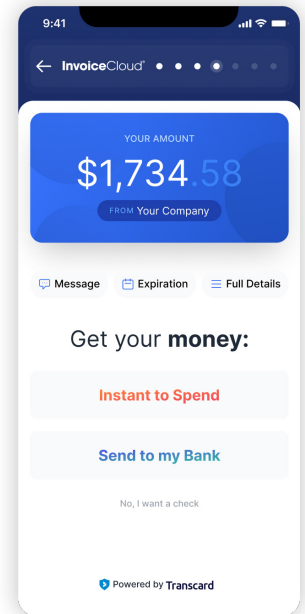 9:41
InvoiceCloud®
YOUR AMOUNT
$1,734.58
FROM Your Company
Message Expiration Full Details
Get your money:
Instant to Spend
Send to my Bank
No, I want a check
Powered by Transcard